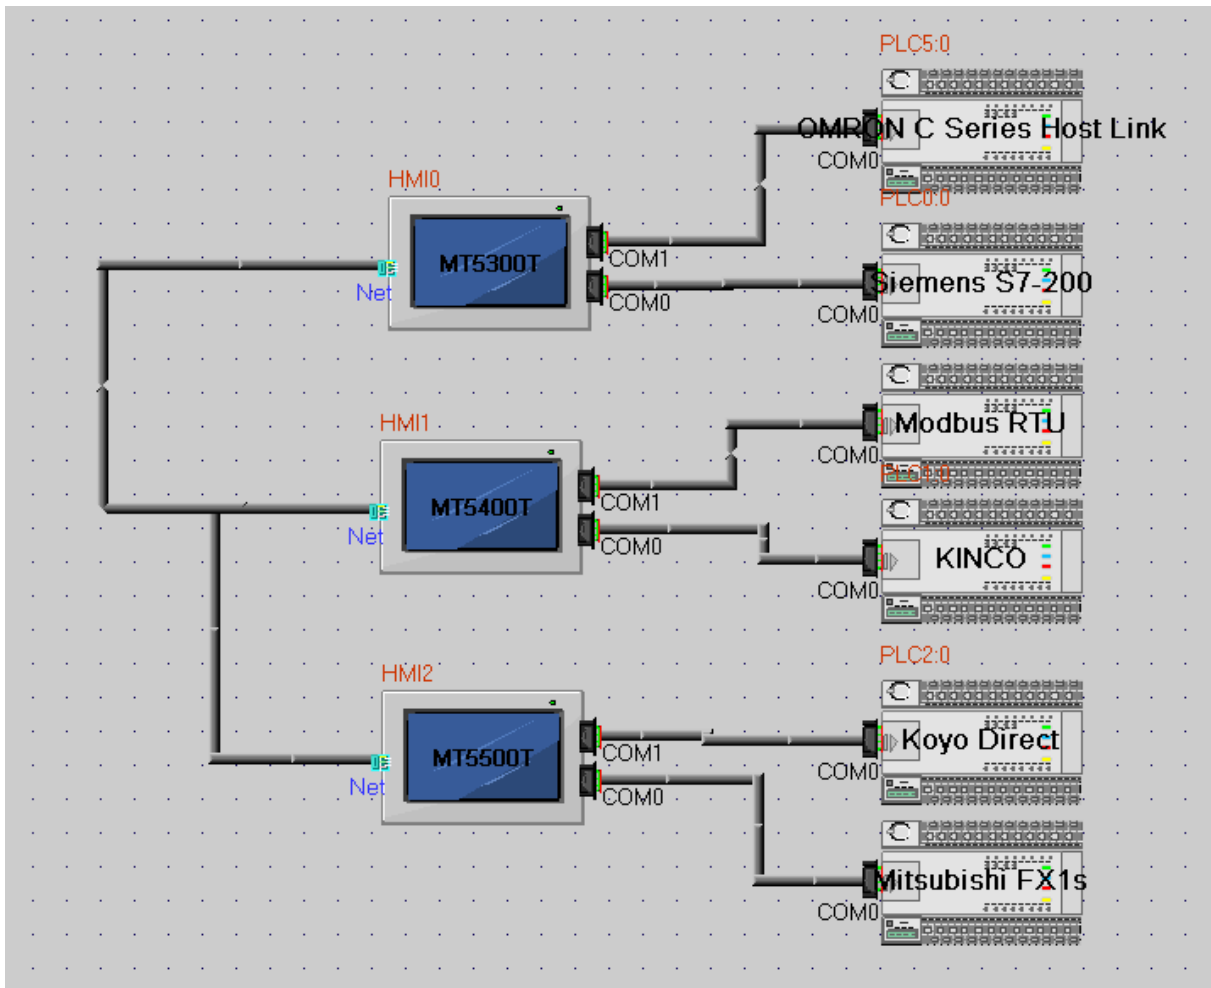 PLC5:0
OMRON C Series Host Link
COM0
HMI0
PLC0:0
MT5300T
COM1
Siemens S7-200
Net
COM0
COM0
HMI1
Modbus RTU
COM0
PLC1:0
MT5400T
COM1
Net
COM0
KINCO
COM0
PLC2:0
HMI2
MT5500T
COM1
Koyo Direct
COM0
Net
COM0
Mitsubishi FX1s
COM0